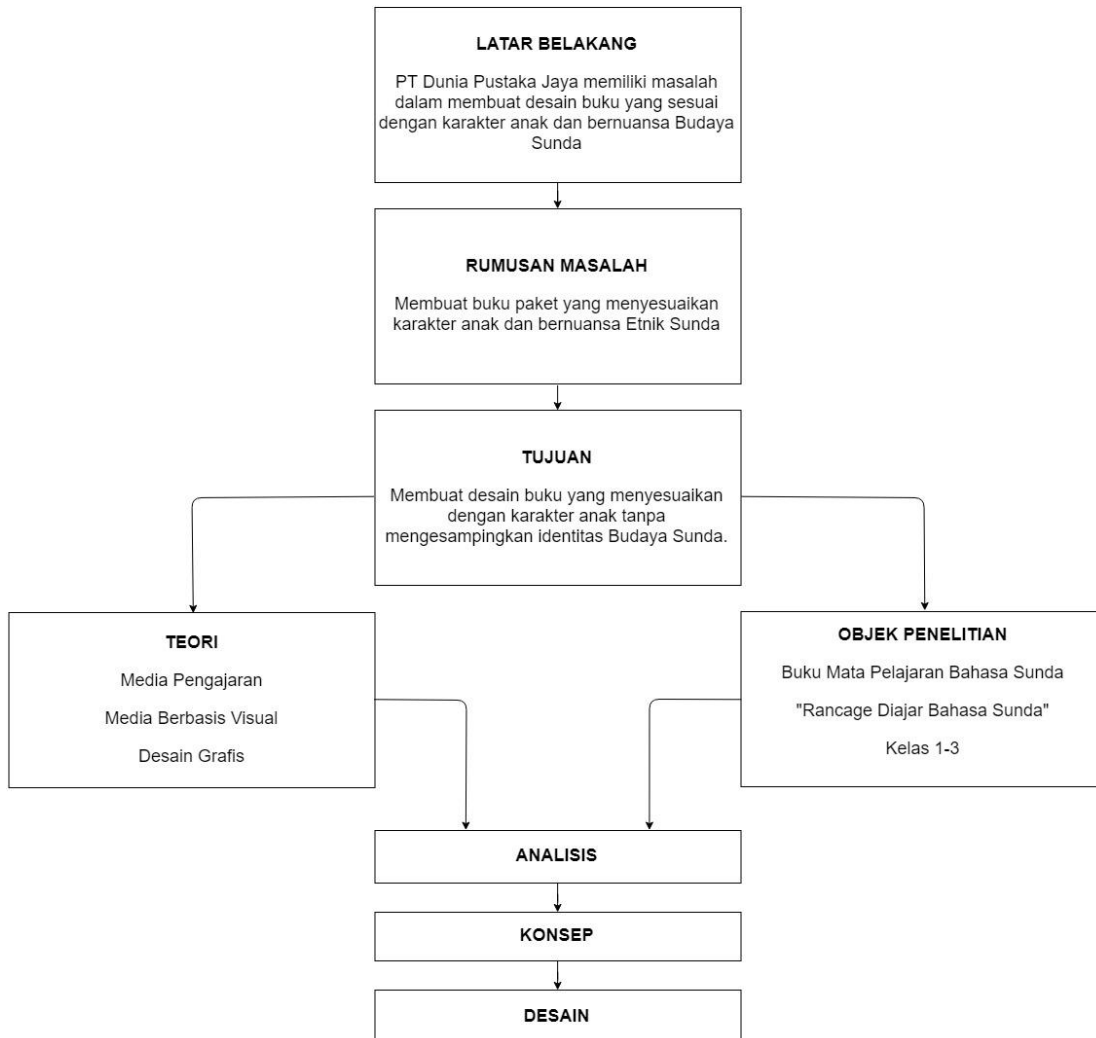 LATAR BELAKANG
PT Dunia Pustaka Jaya memiliki masalah
dalam membuat desain buku yang sesuai
dengan karakter anak dan bernuansa Budaya
Sunda
RUMUSAN MASALAH
Membuat buku paket yang menyesuaikan
karakter anak dan bernuansa Etnik Sunda
TUJUAN
Membuat desain buku yang menyesuaikan
dengan karakter anak tanpa
mengesampingkan identitas Budaya Sunda.
TEORI
Media Pengajaran
Media Berbasis Visual
Desain Grafis
OBJEK PENELITIAN
Buku Mata Pelajaran Bahasa Sunda
"Rancage Diajar Bahasa Sunda"
Kelas 1-3
ANALISIS
KONSEP
DESAIN